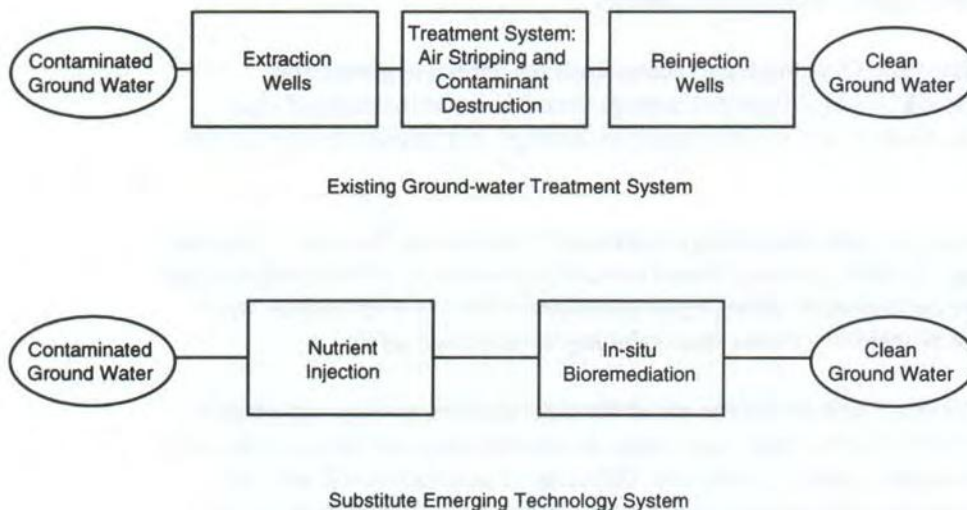 Contaminated
Ground Water
Extraction
Wells
Treatment System:
Air Stripping and
Contaminant
Destruction
Reinjection
Wells
Clean
Ground Water
Existing Ground-water Treatment System
Contaminated
Ground Water
Nutrient
Injection
In-situ
Bioremediation
Clean
Ground Water
Substitute Emerging Technology System